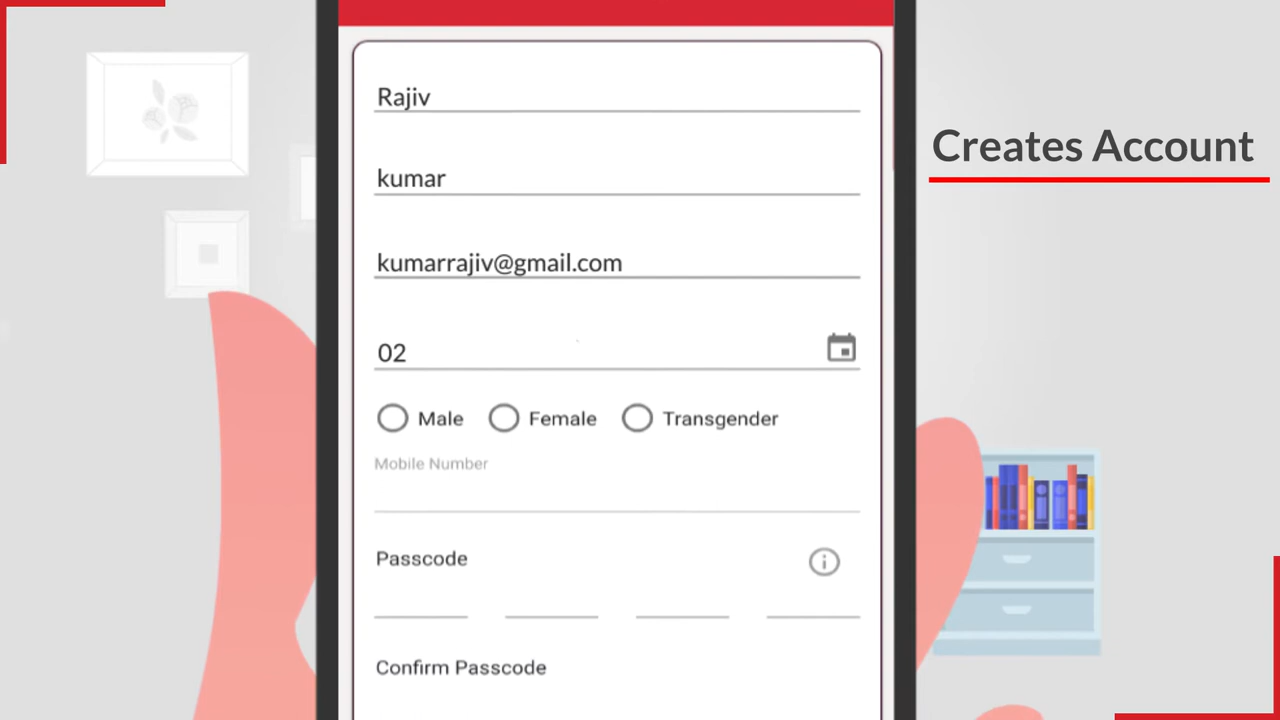 Rajiv
kumar
kumarrajiv@gmail.com
02
Male Female Transgender
Mobile Number
Passcode
Confirm Passcode
Creates Account